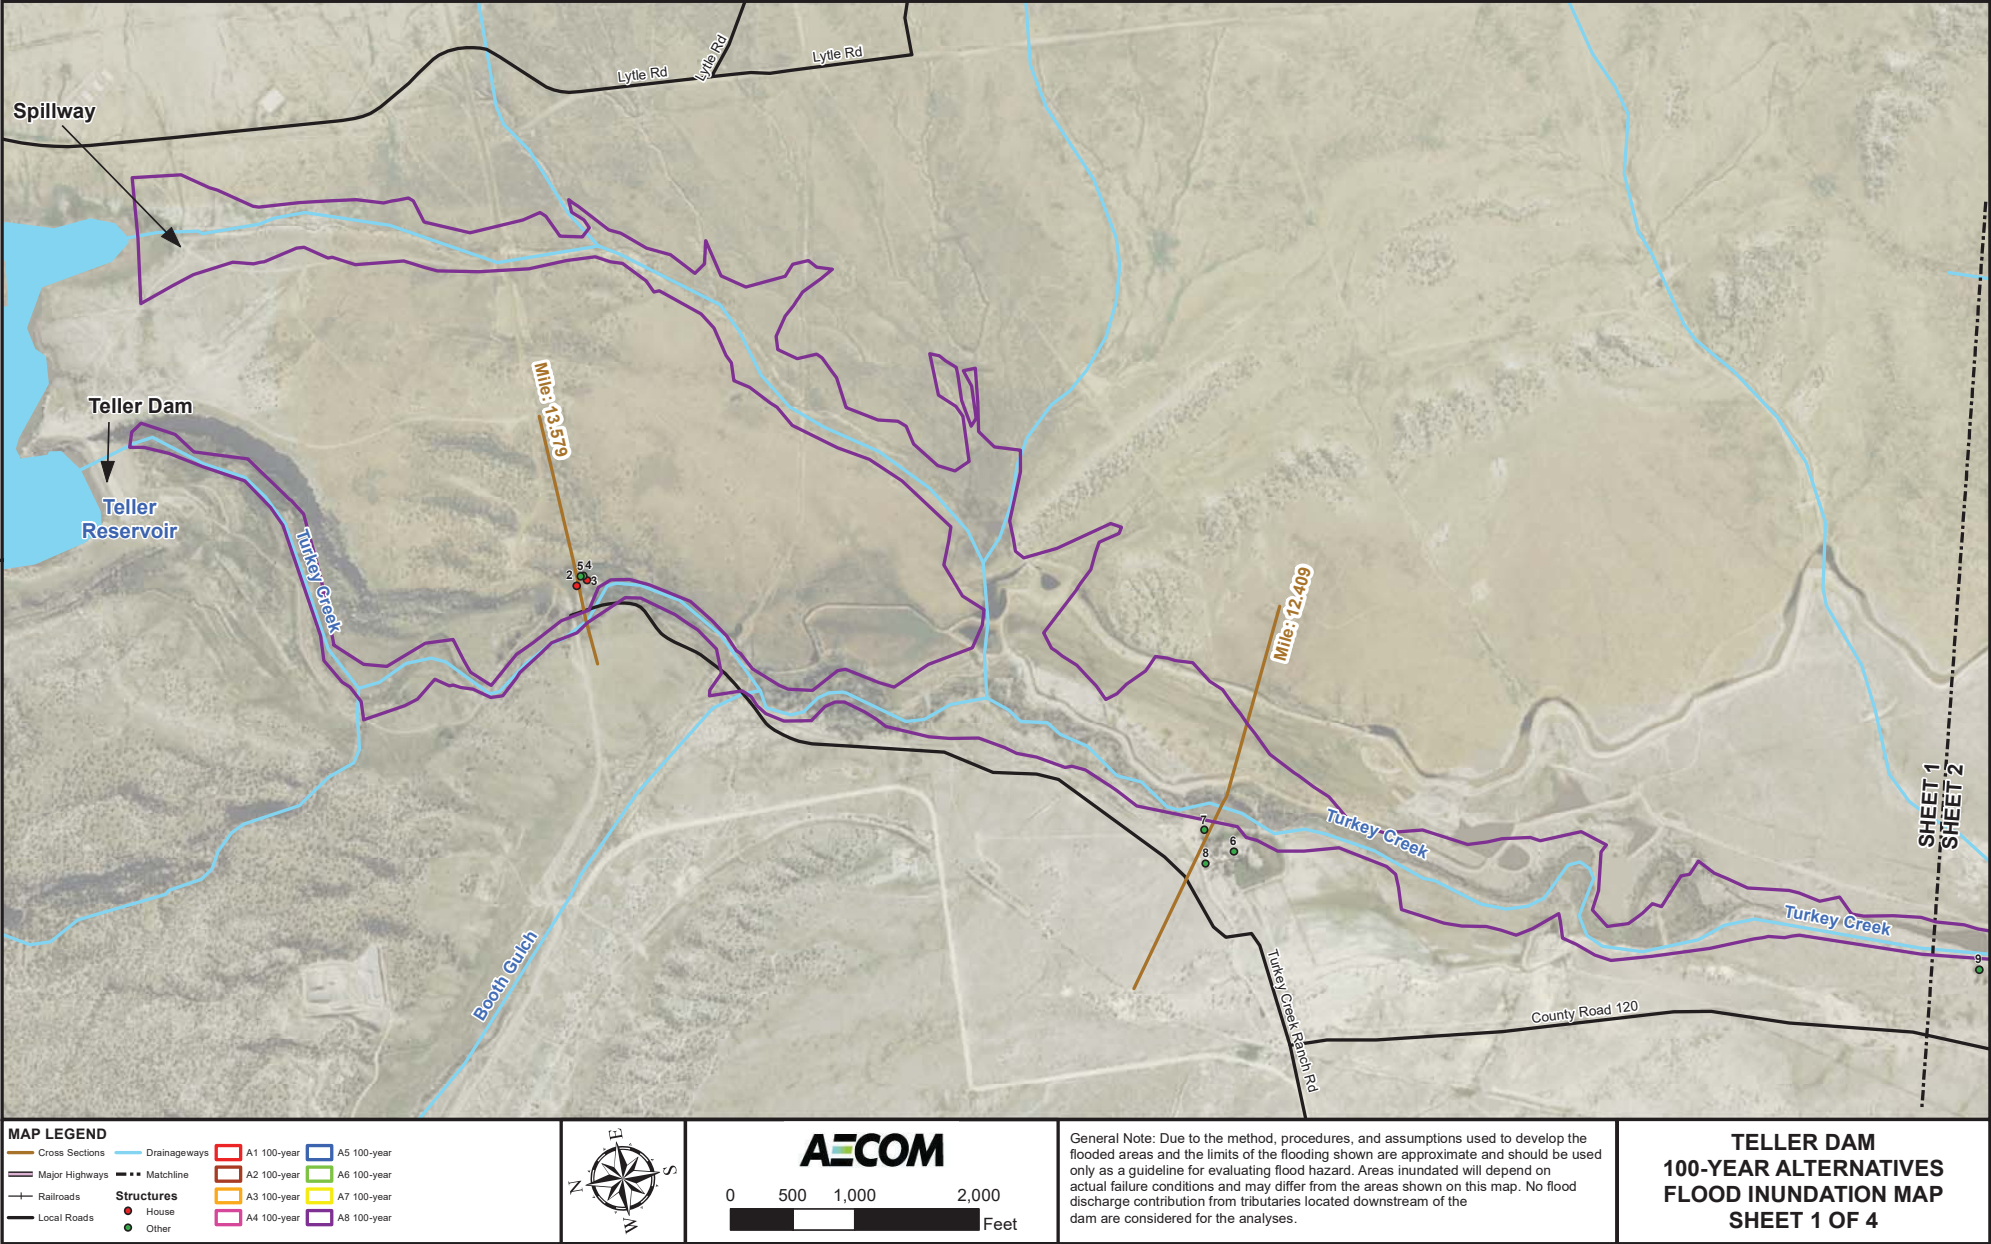 Lytle Rd
Lytle Rd
Lytle Rd
Spillway
Mile: 13.579
Teller Dam
Teller
Reservoir
Turkey Creek
5 4
2
3
Mile: 12.409
SHEET 1
SHEET 2
7
6
8
Turkey Creek
Turkey Creek
9
Booth Gulch
Turkey Creek Ranch Rd
County Road 120
MAP LEGEND
Cross Sections
Major Highways
Railroads
Local Roads
Drainageways
Matchline
Structures
House
Other
A1 100-year
A2 100-year
A3 100-year
A4 100-year
A5 100-year
A6 100-year
A7 100-year
A8 100-year
E
N
S
W
AECOM
0 500 1,000 2,000
Feet
General Note: Due to the method, procedures, and assumptions used to develop the
flooded areas and the limits of the flooding shown are approximate and should be used
only as a guideline for evaluating flood hazard. Areas inundated will depend on
actual failure conditions and may differ from the areas shown on this map. No flood
discharge contribution from tributaries located downstream of the
dam are considered for the analyses.
TELLER DAM
100-YEAR ALTERNATIVES
FLOOD INUNDATION MAP
SHEET 1 OF 4